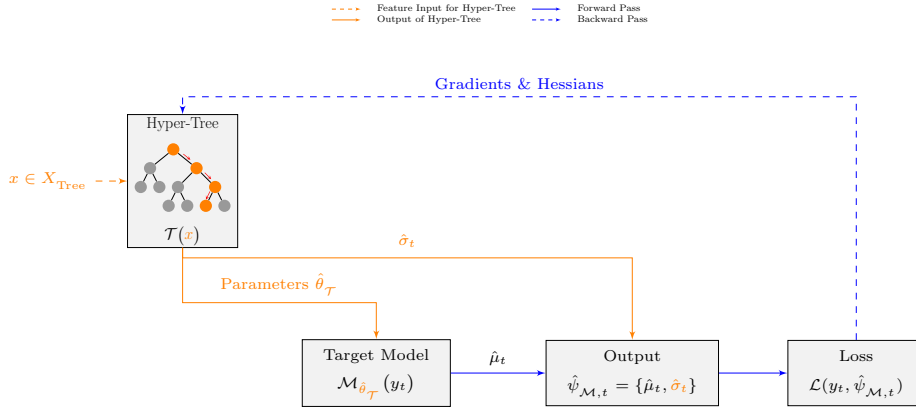 Feature Input for Hyper-Tree
Forward Pass
Output of Hyper-Tree
Backward Pass
Gradients & Hessians
Hyper-Tree
x ∈ X_Tree
𝒯(x)
σ̂_t
Parameters θ̂_𝒯
Target Model
ℳ_θ̂_𝒯 (y_t)
μ̂_t
Output
ψ̂_ℳ,t = {μ̂_t, σ̂_t}
Loss
ℒ(y_t, ψ̂_ℳ,t)